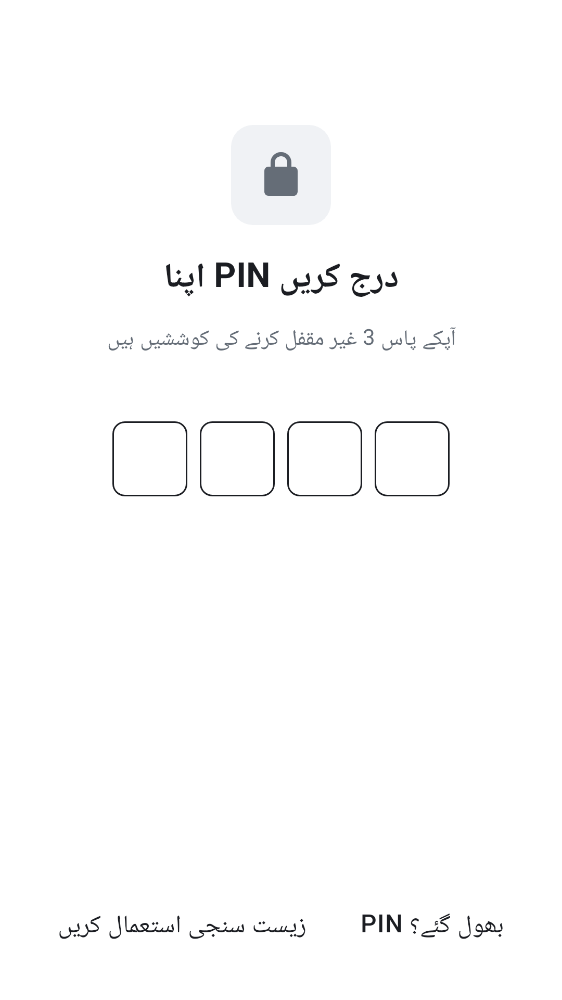 اپنا PIN درج کریں
آپکے پاس 3 غیر مقفل کرنے کی کوششیں ہیں
PIN بھول گئے؟
زیست سنجی استعمال کریں